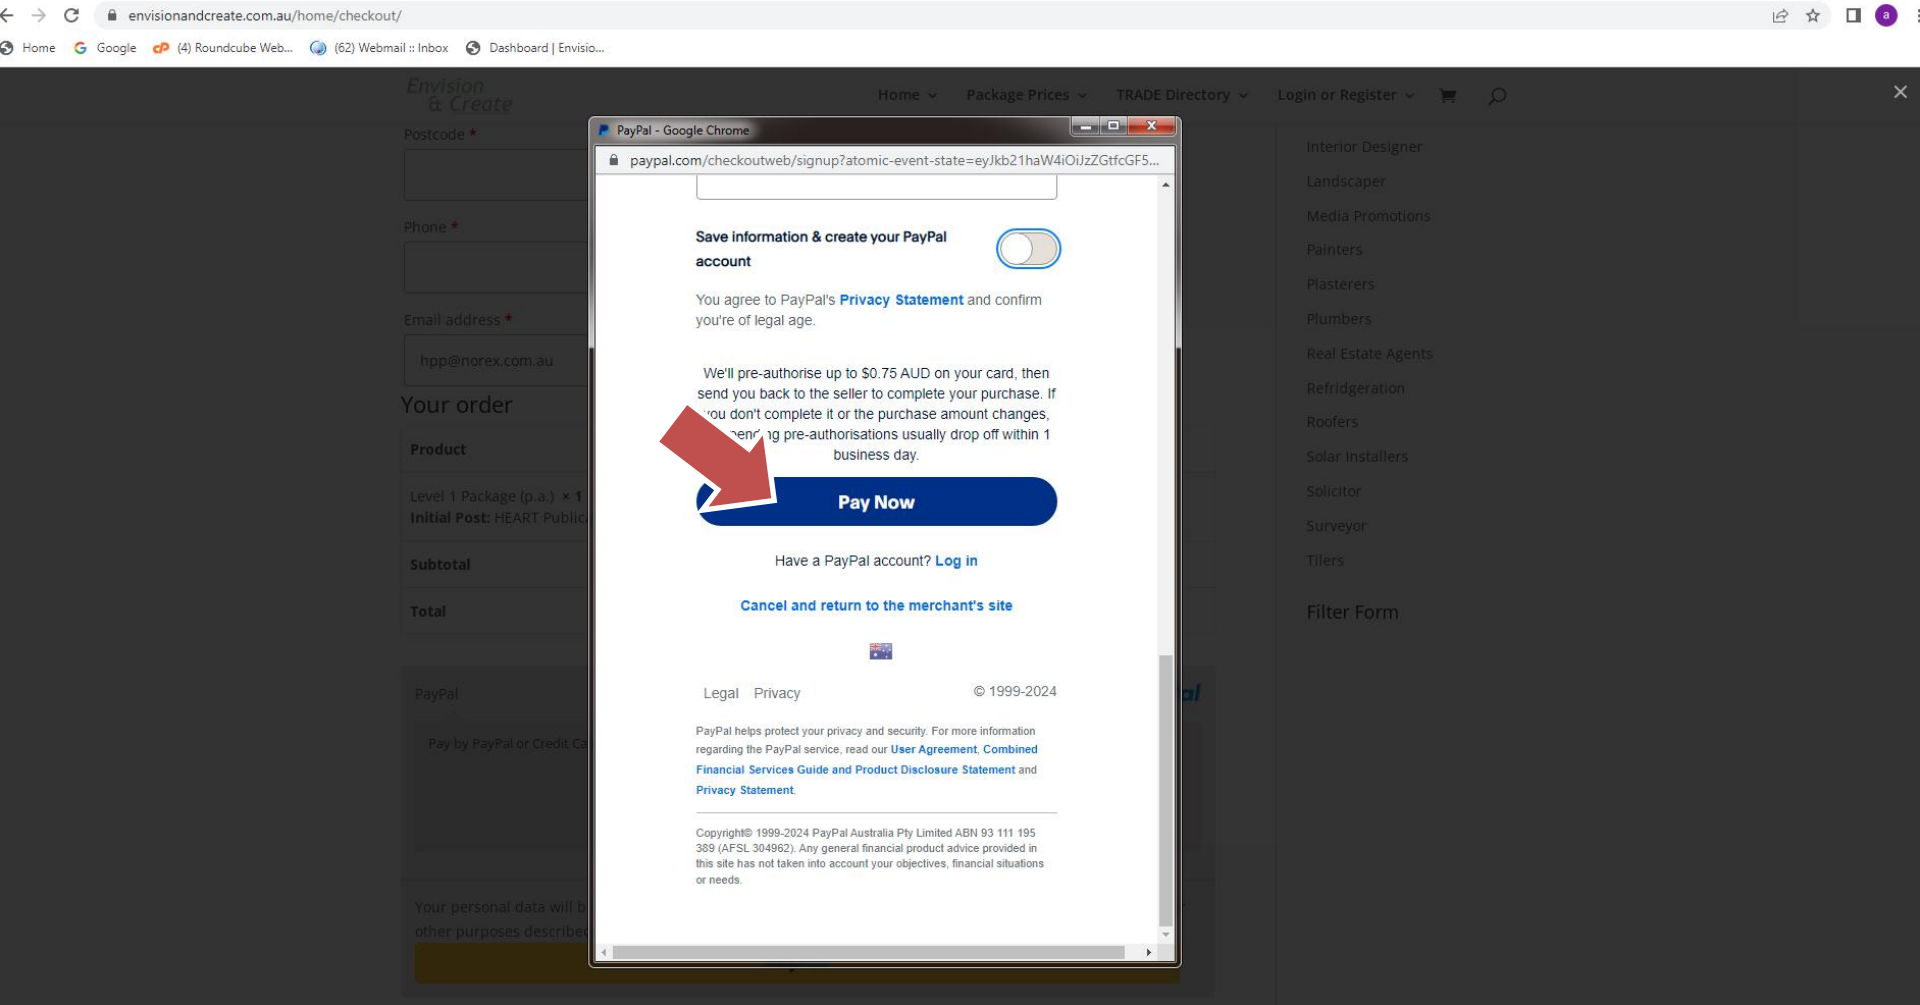 envisionandcreate.com.au/home/checkout/
a
Home Google (4) Roundcube Web... (62) Webmail :: Inbox Dashboard | Envisio...
Envision
& Create
Home Package Prices TRADE Directory Login or Register
Postcode *
Phone *
Email address *
hpp@norex.com.au
Your order
Product
Level 1 Package (p.a.) × 1
Initial Post: HEART Public
Subtotal
Total
PayPal
Pay by PayPal or Credit Ca
Your personal data will b
other purposes described
PayPal - Google Chrome
paypal.com/checkoutweb/signup?atomic-event-state=eyJkb21haW4iOiJzZGtfcGF5...
Save information & create your PayPal
account
You agree to PayPal's Privacy Statement and confirm
you're of legal age.
We'll pre-authorise up to $0.75 AUD on your card, then
send you back to the seller to complete your purchase. If
you don't complete it or the purchase amount changes,
pending pre-authorisations usually drop off within 1
business day.
Pay Now
Have a PayPal account? Log in
Cancel and return to the merchant's site
Legal Privacy © 1999-2024
PayPal helps protect your privacy and security. For more information
regarding the PayPal service, read our User Agreement, Combined
Financial Services Guide and Product Disclosure Statement and
Privacy Statement.
Copyright© 1999-2024 PayPal Australia Pty Limited ABN 93 111 195
389 (AFSL 304962). Any general financial product advice provided in
this site has not taken into account your objectives, financial situations
or needs.
al
Interior Designer
Landscaper
Media Promotions
Painters
Plasterers
Plumbers
Real Estate Agents
Refridgeration
Roofers
Solar Installers
Solicitor
Surveyor
Tilers
Filter Form